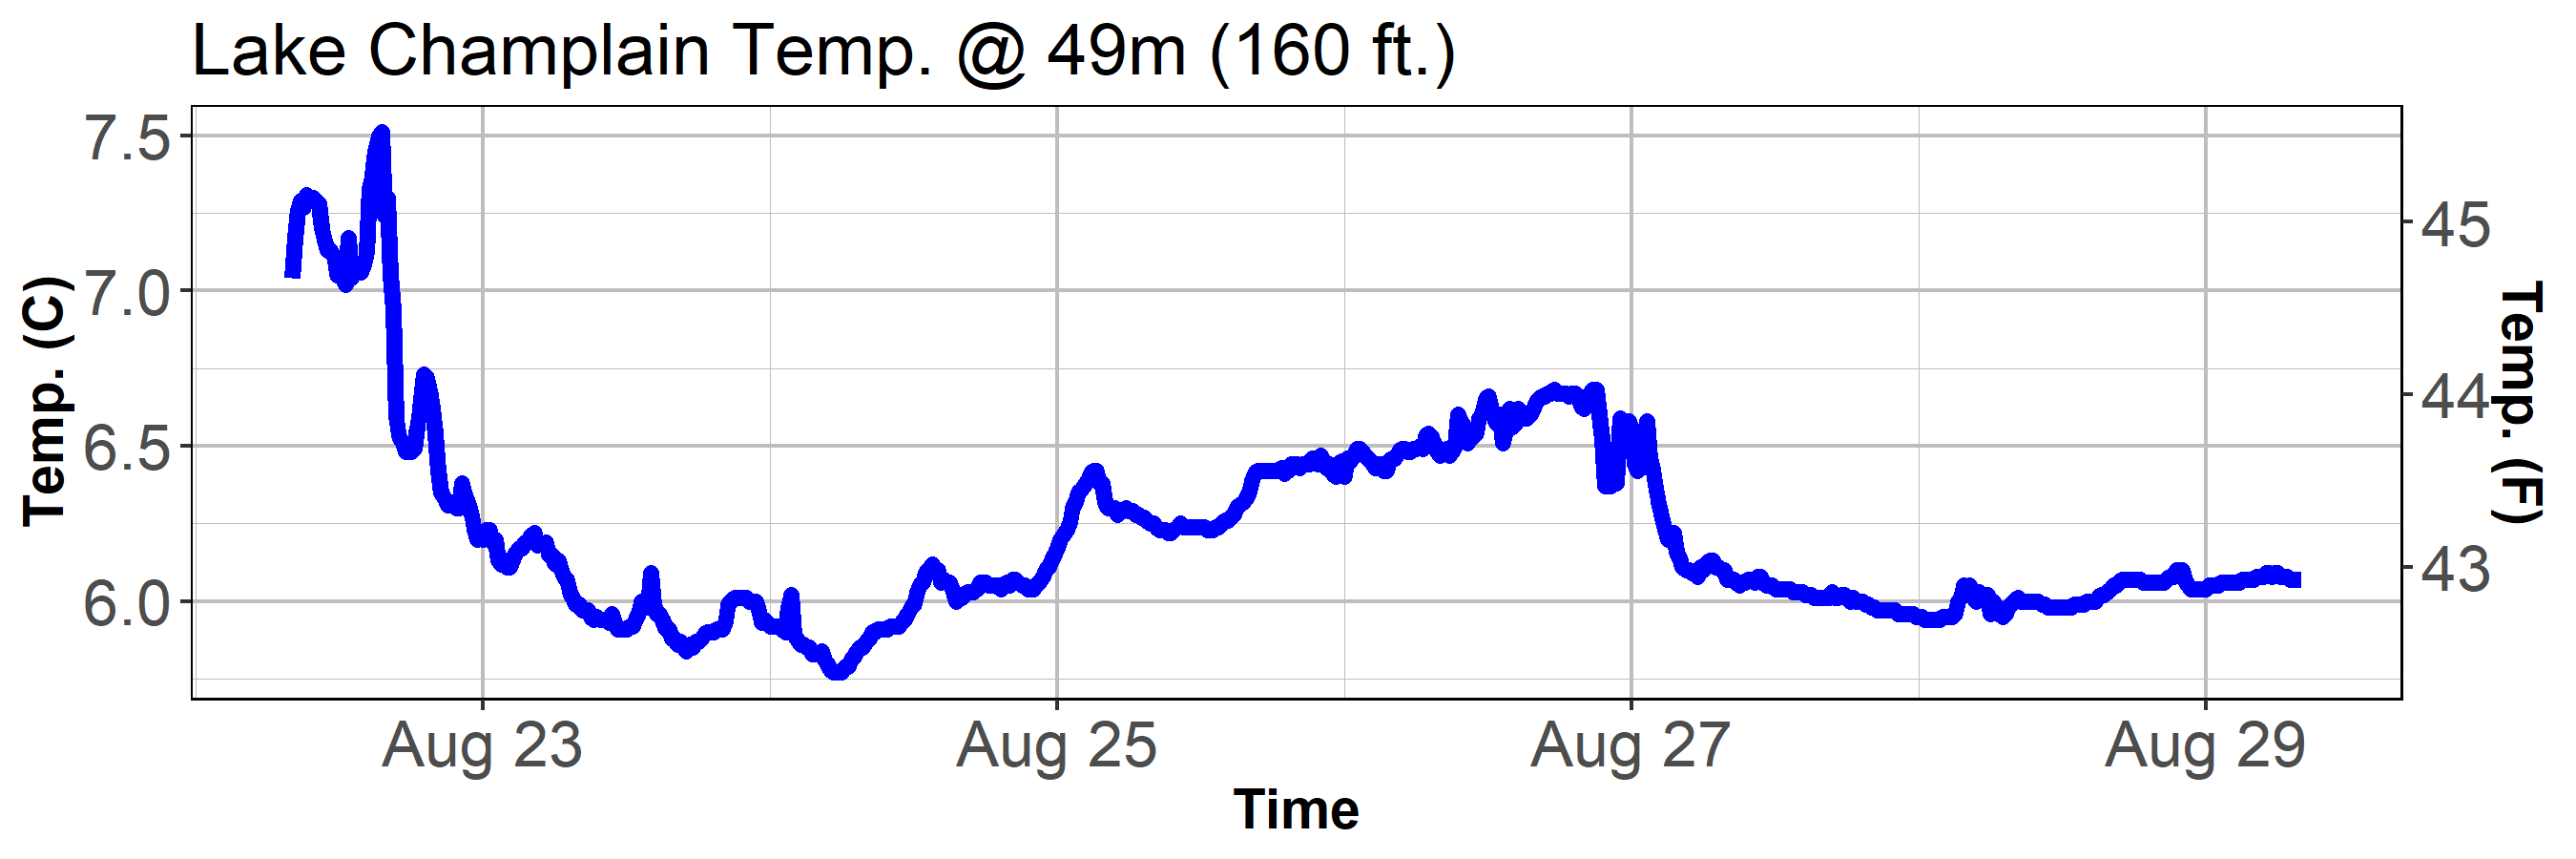 Lake Champlain Temp. @ 49m (160 ft.)
7.5
7.0
6.5
6.0
Temp. (C)
45
44
43
Temp. (F)
Aug 23
Aug 25
Aug 27
Aug 29
Time